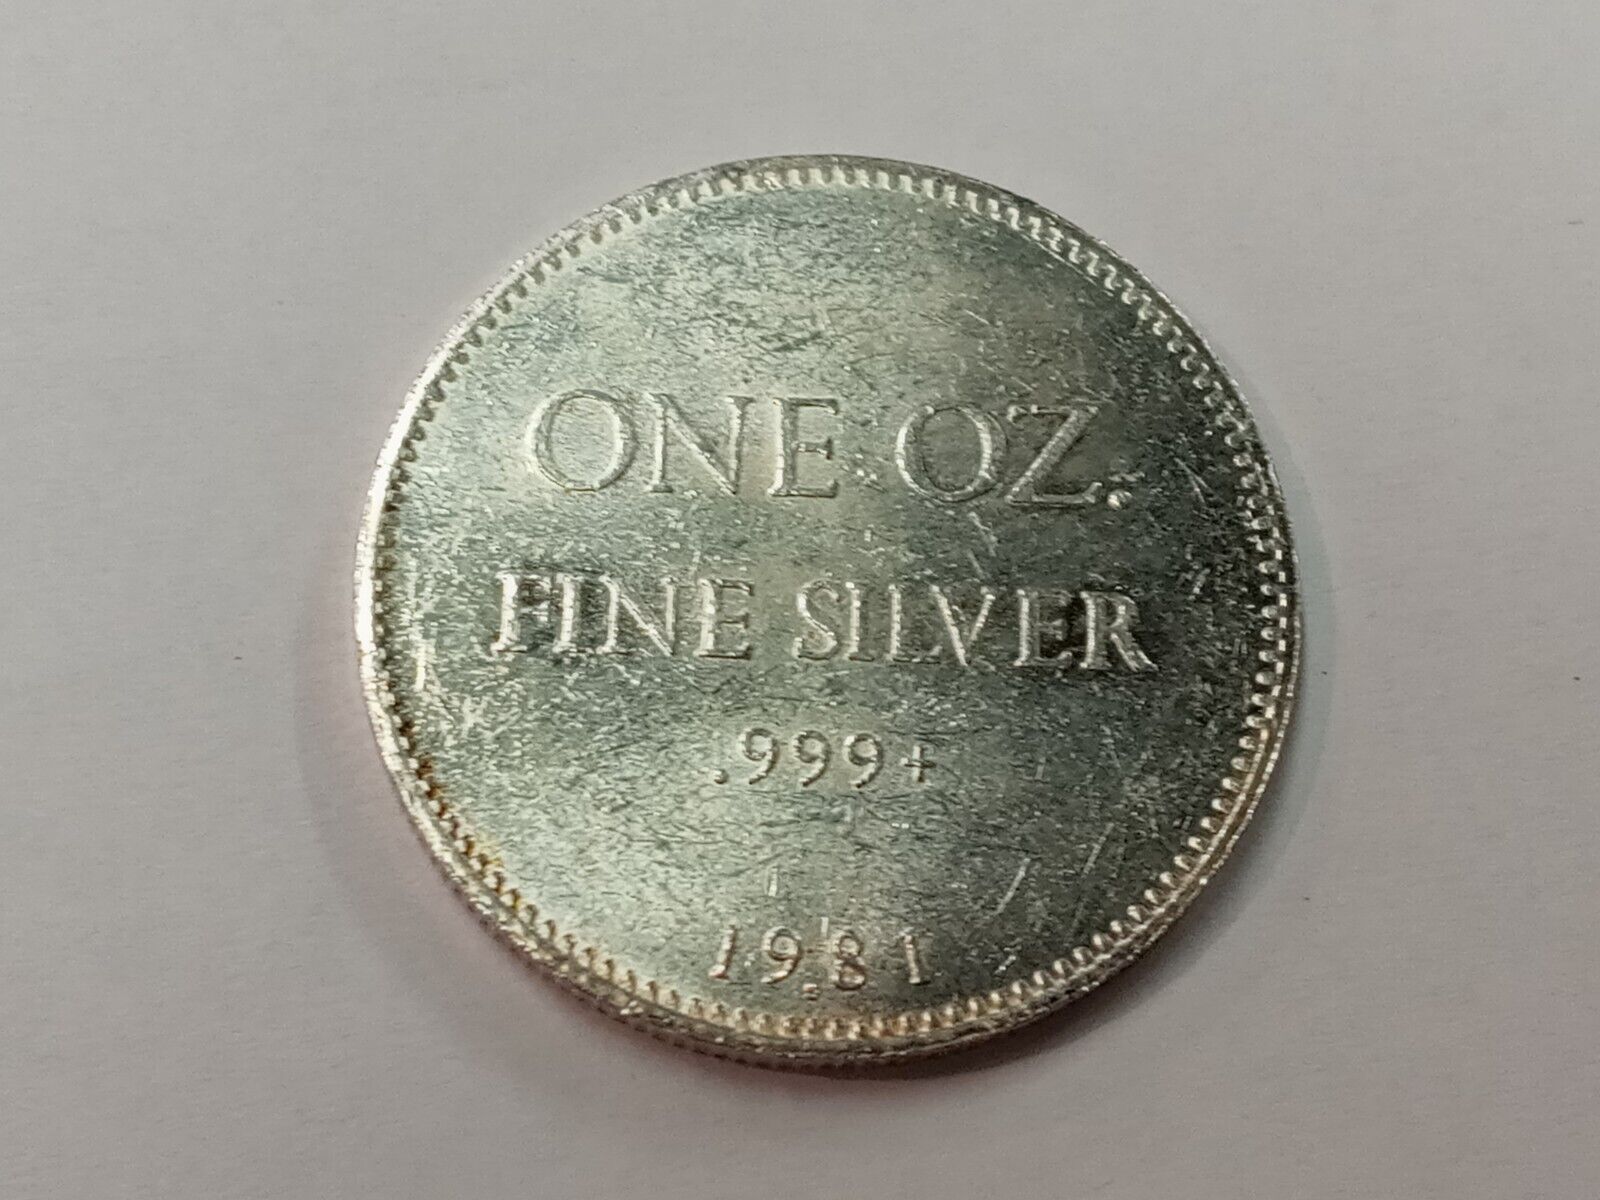 ONE OZ.
FINE SILVER
.999+
1981